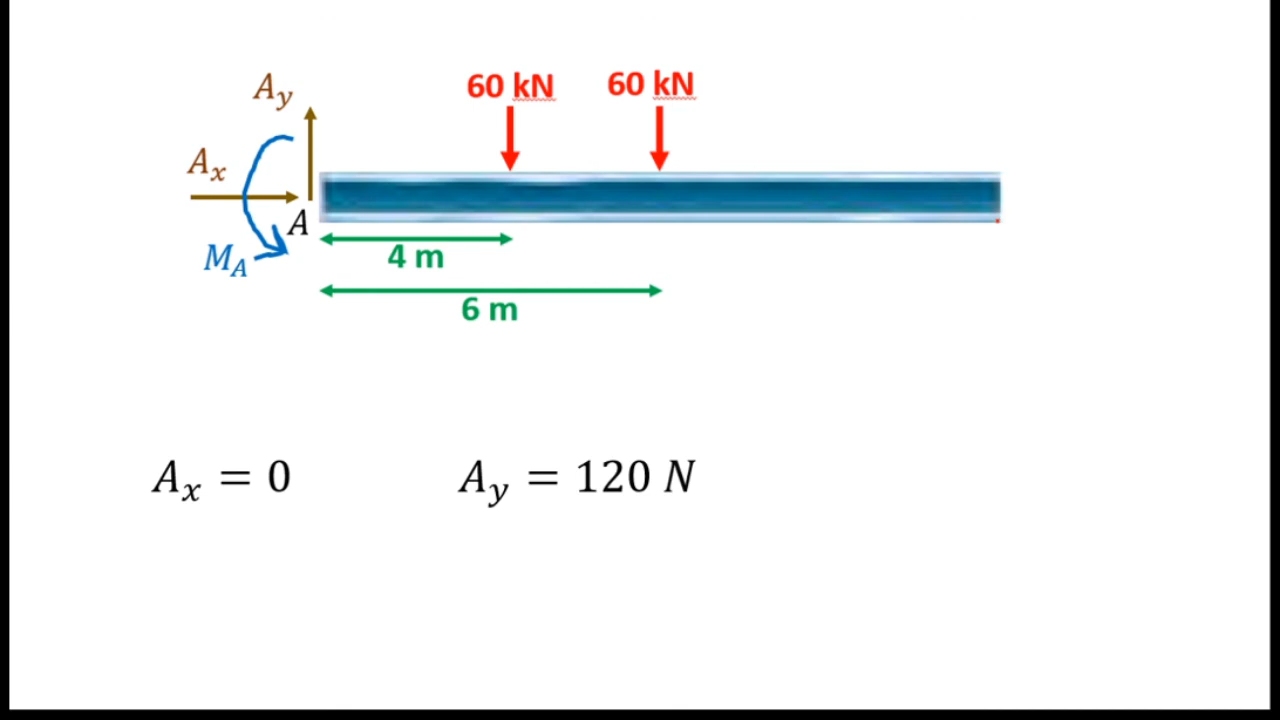 60 kN 60 kN
A_y
A_x
A
M_A
4 m
6 m
A_x = 0 A_y = 120 N